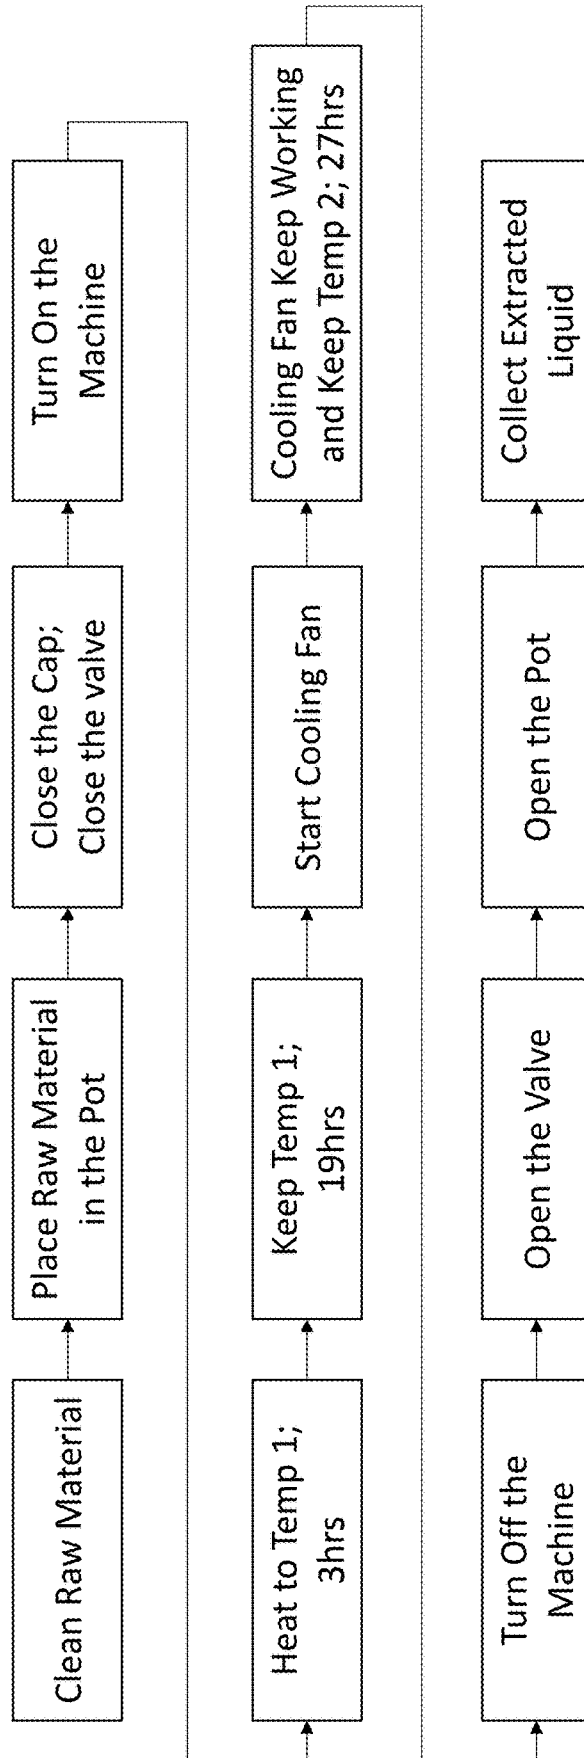 Clean Raw Material
Place Raw Material
in the Pot
Close the Cap;
Close the valve
Turn On the
Machine
Heat to Temp 1;
3hrs
Keep Temp 1;
19hrs
Start Cooling Fan
Cooling Fan Keep Working
and Keep Temp 2; 27hrs
Turn Off the
Machine
Open the Valve
Open the Pot
Collect Extracted
Liquid